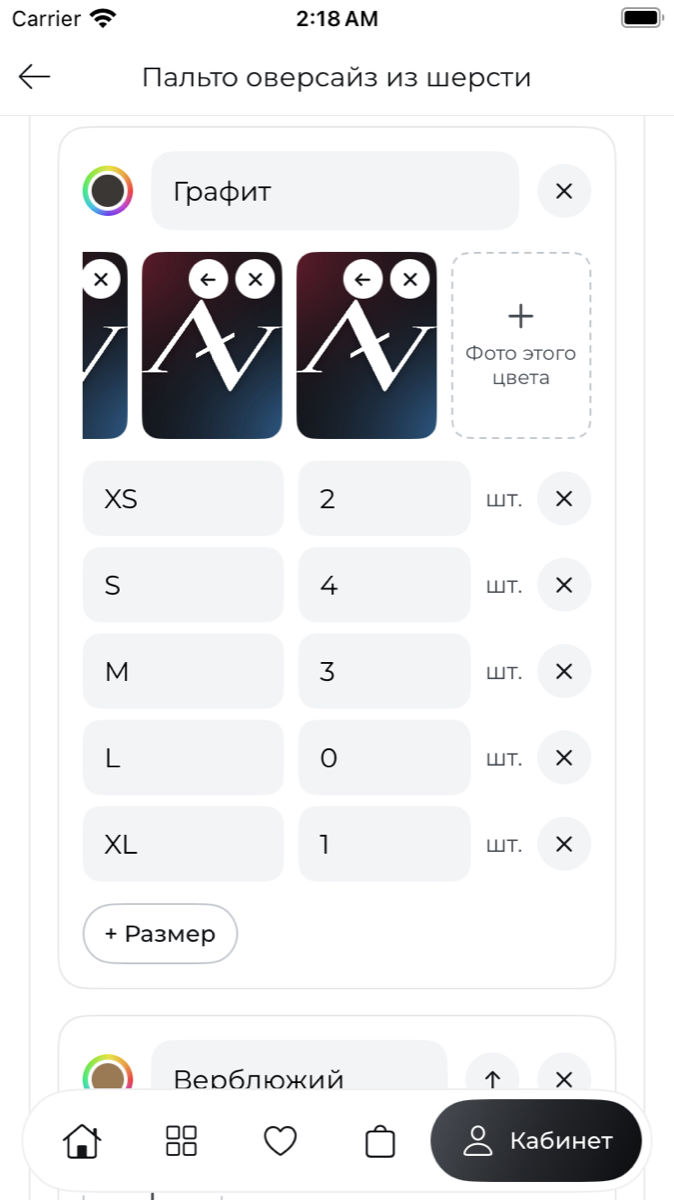 Carrier 2:18 AM
Пальто оверсайз из шерсти
Графит
Фото этого
цвета
XS 2 шт.
S 4 шт.
M 3 шт.
L 0 шт.
XL 1 шт.
+ Размер
Верблюжий
Кабинет